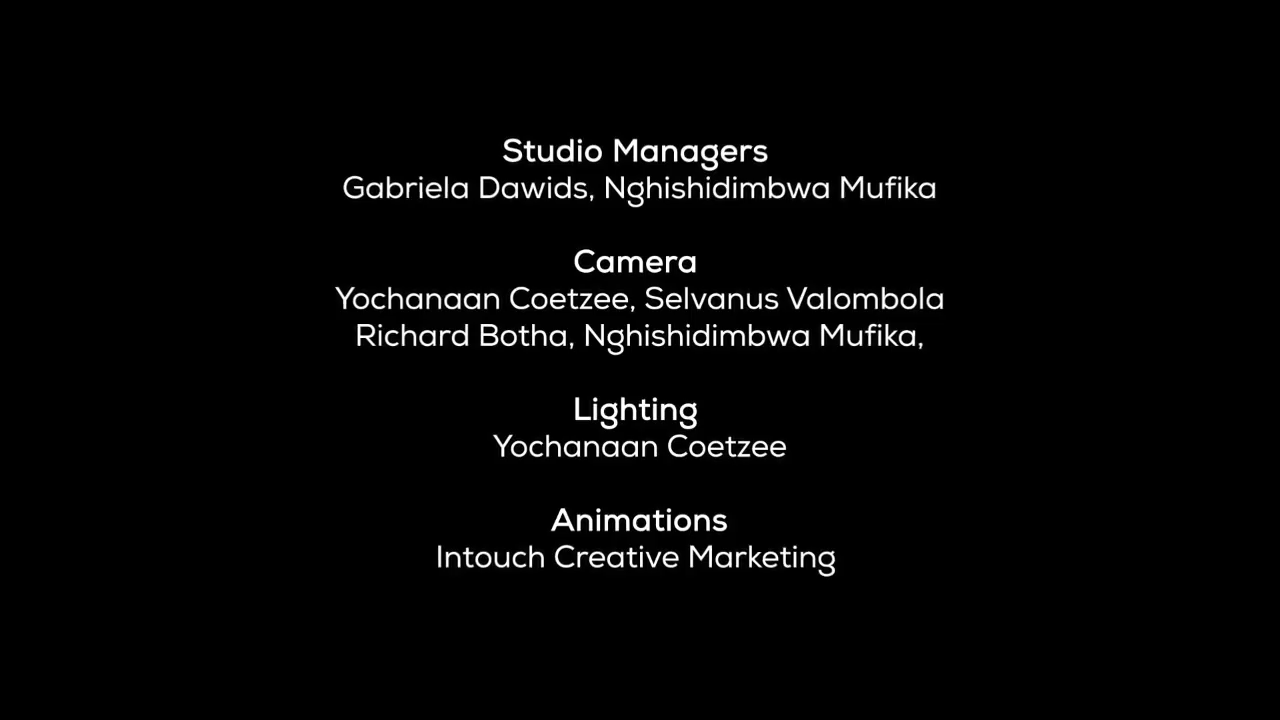 Studio Managers
Gabriela Dawids, Nghishidimbwa Mufika
Camera
Yochanaan Coetzee, Selvanus Valombola
Richard Botha, Nghishidimbwa Mufika,
Lighting
Yochanaan Coetzee
Animations
Intouch Creative Marketing